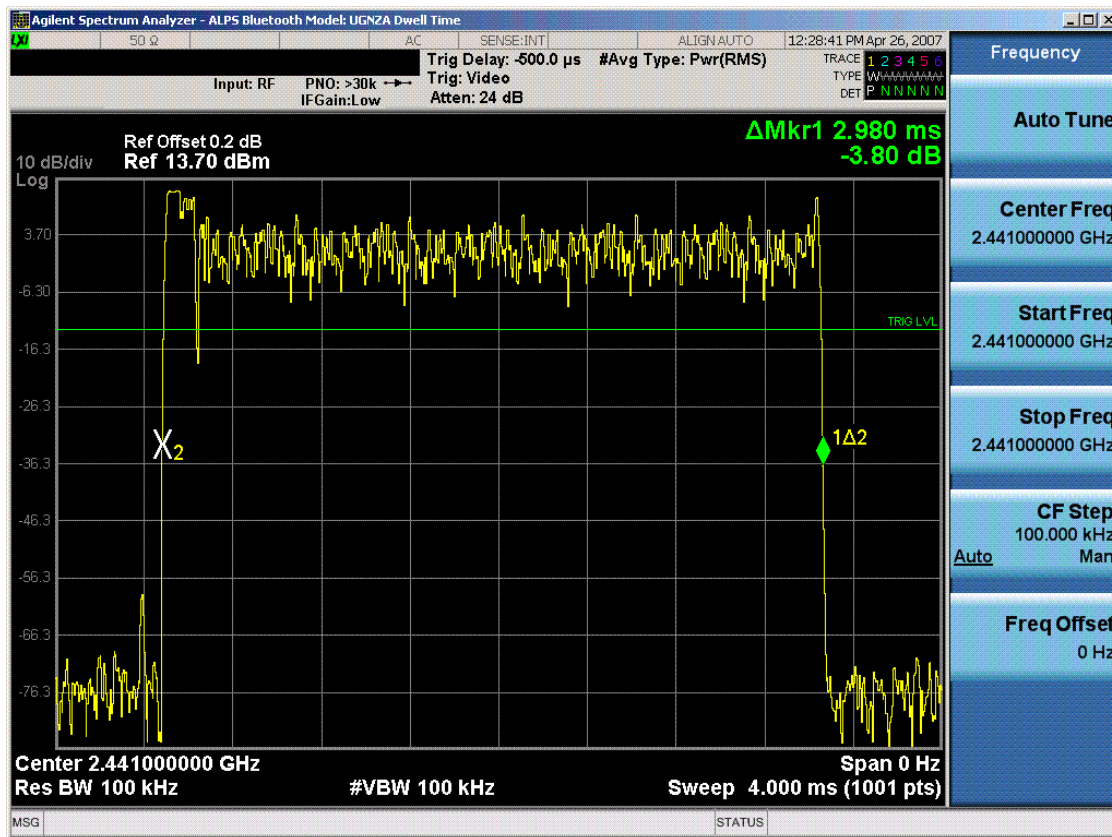 Agilent Spectrum Analyzer - ALPS Bluetooth Model: UGNZA Dwell Time
LXI 50 Ω AC SENSE:INT ALIGN AUTO 12:28:41 PM Apr 26, 2007
Trig Delay: -500.0 µs #Avg Type: Pwr(RMS) TRACE 1 2 3 4 5 6
Input: RF PNO: >30k Trig: Video TYPE WWWWWW
IFGain:Low Atten: 24 dB DET P N N N N N
ΔMkr1 2.980 ms
-3.80 dB
Ref Offset 0.2 dB
10 dB/div Ref 13.70 dBm
Log
3.70
-6.30
TRIG LVL
-16.3
-26.3
X2
1Δ2
-36.3
-46.3
-56.3
-66.3
-76.3
Center 2.441000000 GHz Span 0 Hz
Res BW 100 kHz #VBW 100 kHz Sweep 4.000 ms (1001 pts)
MSG STATUS
Frequency
Auto Tune
Center Freq
2.441000000 GHz
Start Freq
2.441000000 GHz
Stop Freq
2.441000000 GHz
CF Step
100.000 kHz
Auto Man
Freq Offset
0 Hz